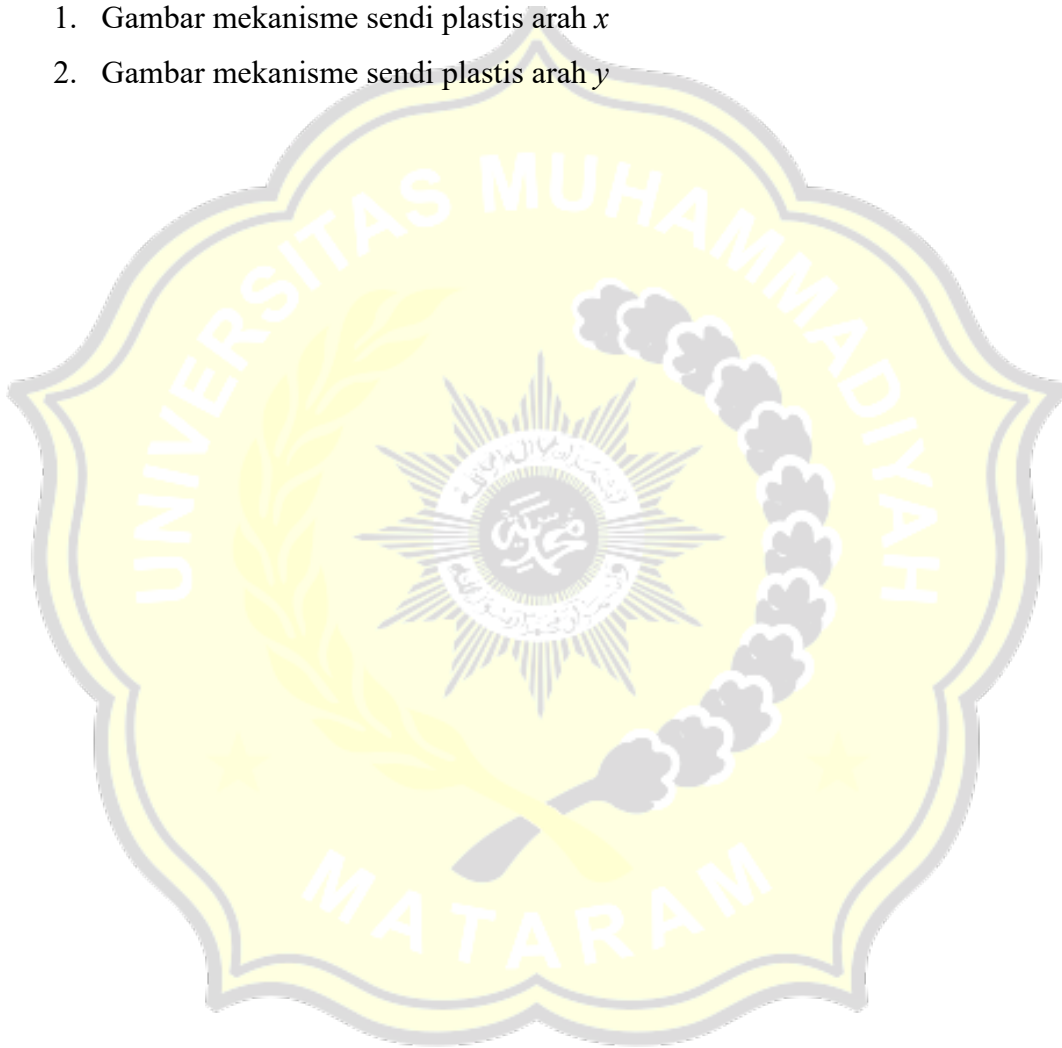 1. Gambar mekanisme sendi plastis arah x
2. Gambar mekanisme sendi plastis arah y
UNIVERSITAS MUHAMMADIYAH
MATARAM